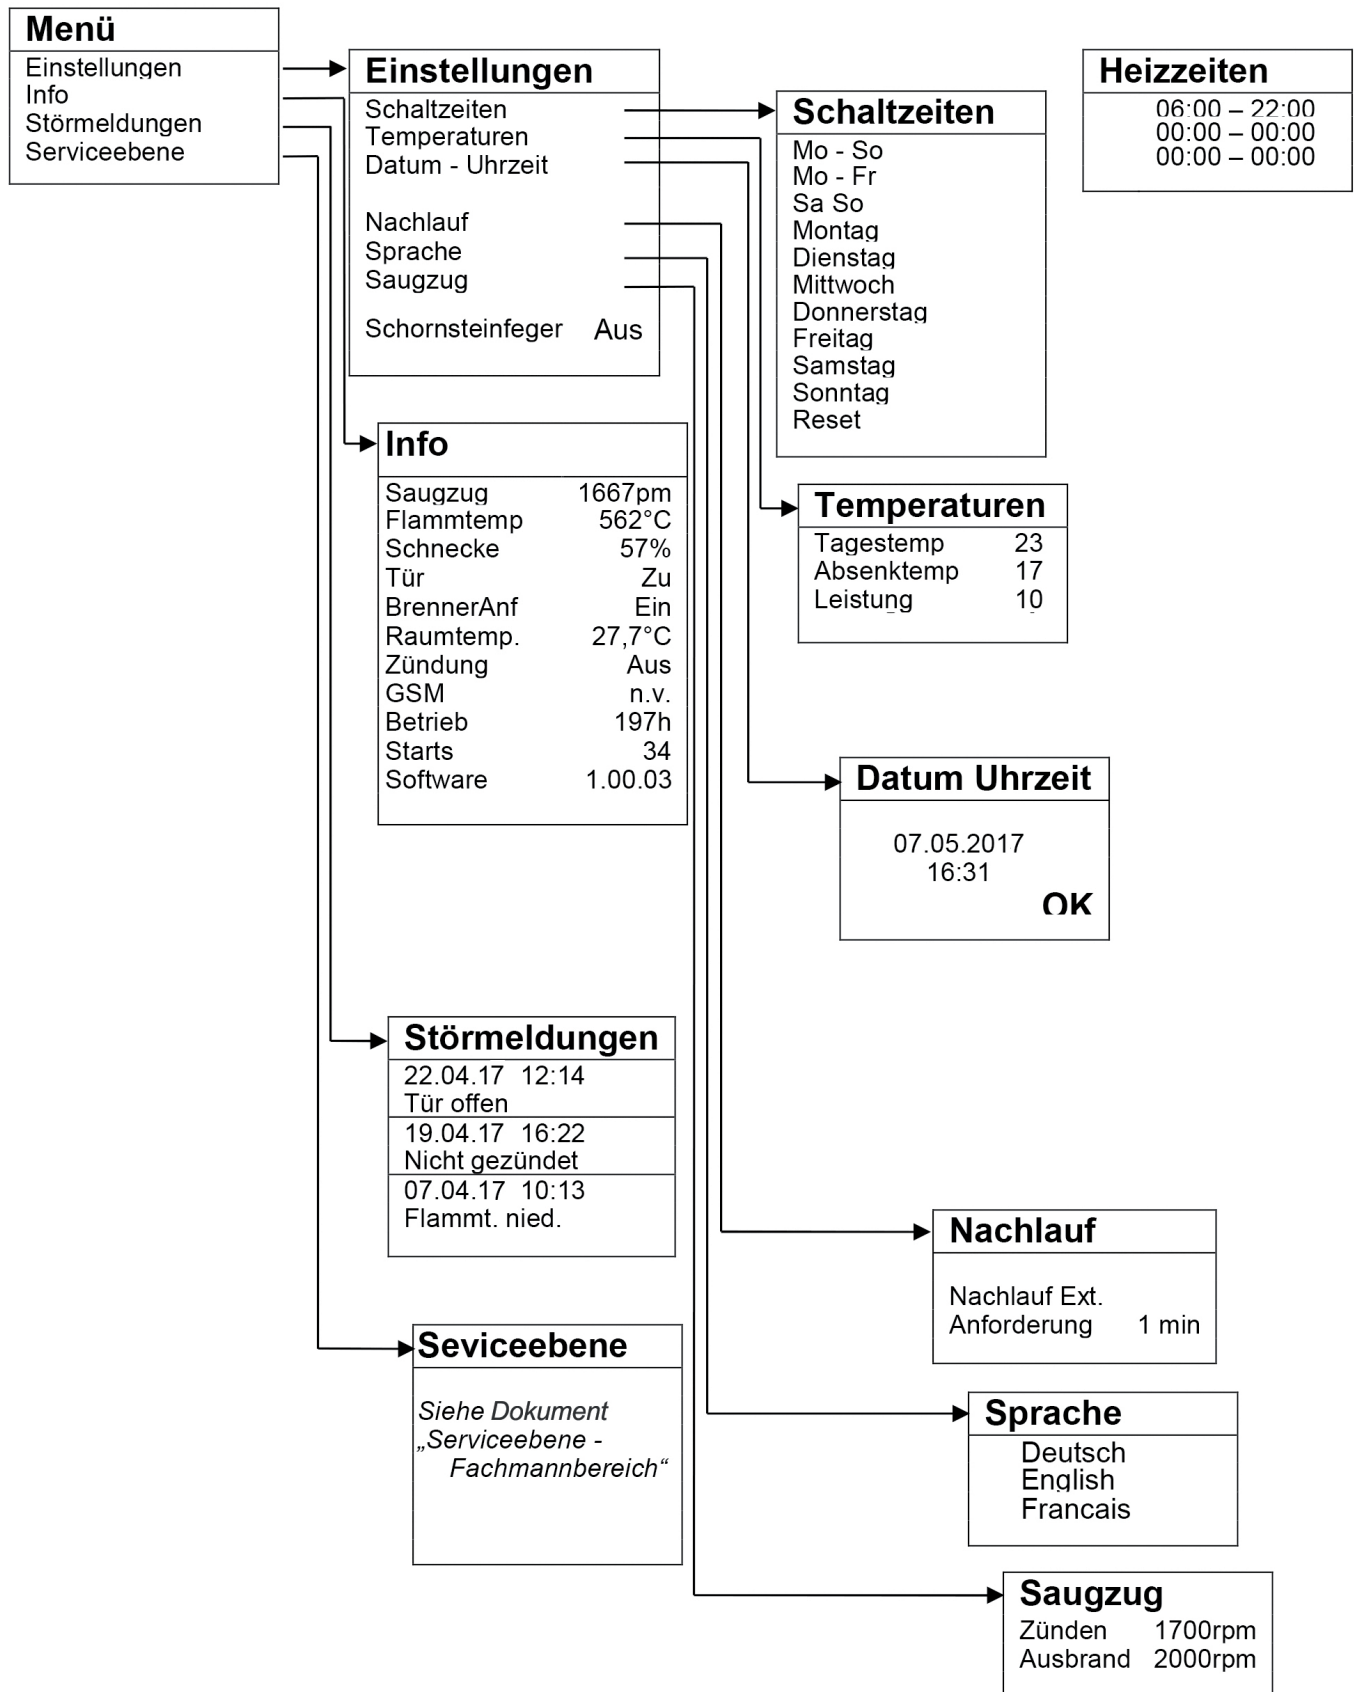 Menü
Einstellungen
Info
Störmeldungen
Serviceebene
Einstellungen
Schaltzeiten
Temperaturen
Datum - Uhrzeit
Nachlauf
Sprache
Saugzug
Schornsteinfeger Aus
Schaltzeiten
Mo - So
Mo - Fr
Sa So
Montag
Dienstag
Mittwoch
Donnerstag
Freitag
Samstag
Sonntag
Reset
Heizzeiten
06:00 – 22:00
00:00 – 00:00
00:00 – 00:00
Info
Saugzug 1667pm
Flammtemp 562°C
Schnecke 57%
Tür Zu
BrennerAnf Ein
Raumtemp. 27,7°C
Zündung Aus
GSM n.v.
Betrieb 197h
Starts 34
Software 1.00.03
Temperaturen
Tagestemp 23
Absenktemp 17
Leistung 10
Datum Uhrzeit
07.05.2017
16:31
OK
Störmeldungen
22.04.17 12:14
Tür offen
19.04.17 16:22
Nicht gezündet
07.04.17 10:13
Flammt. nied.
Nachlauf
Nachlauf Ext.
Anforderung 1 min
Seviceebene
Siehe Dokument
„Serviceebene -
Fachmannbereich“
Sprache
Deutsch
English
Francais
Saugzug
Zünden 1700rpm
Ausbrand 2000rpm